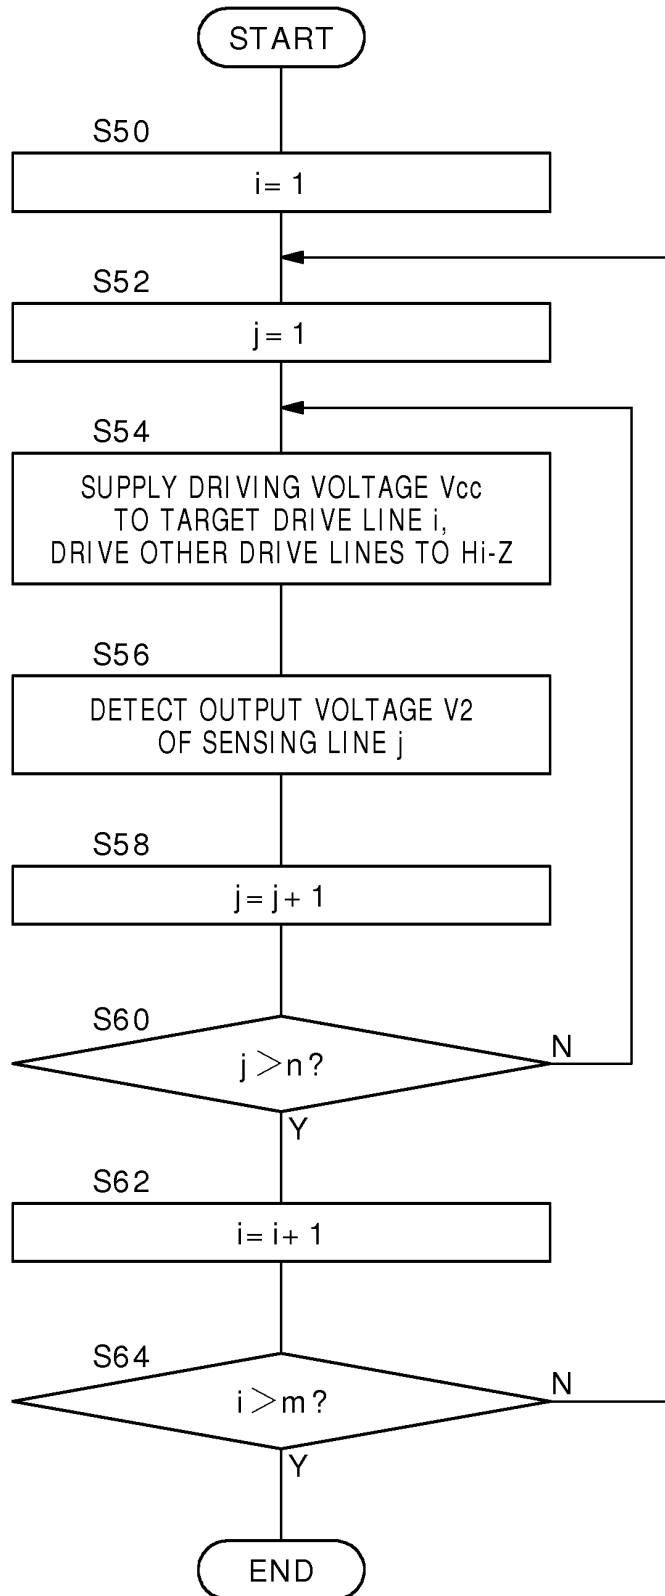 START
S50
i= 1
S52
j= 1
S54
SUPPLY DRIVING VOLTAGE Vcc
TO TARGET DRIVE LINE i,
DRIVE OTHER DRIVE LINES TO Hi-Z
S56
DETECT OUTPUT VOLTAGE V2
OF SENSING LINE j
S58
j= j+ 1
S60
j >n?
N
Y
S62
i= i+ 1
S64
i >m?
N
Y
END